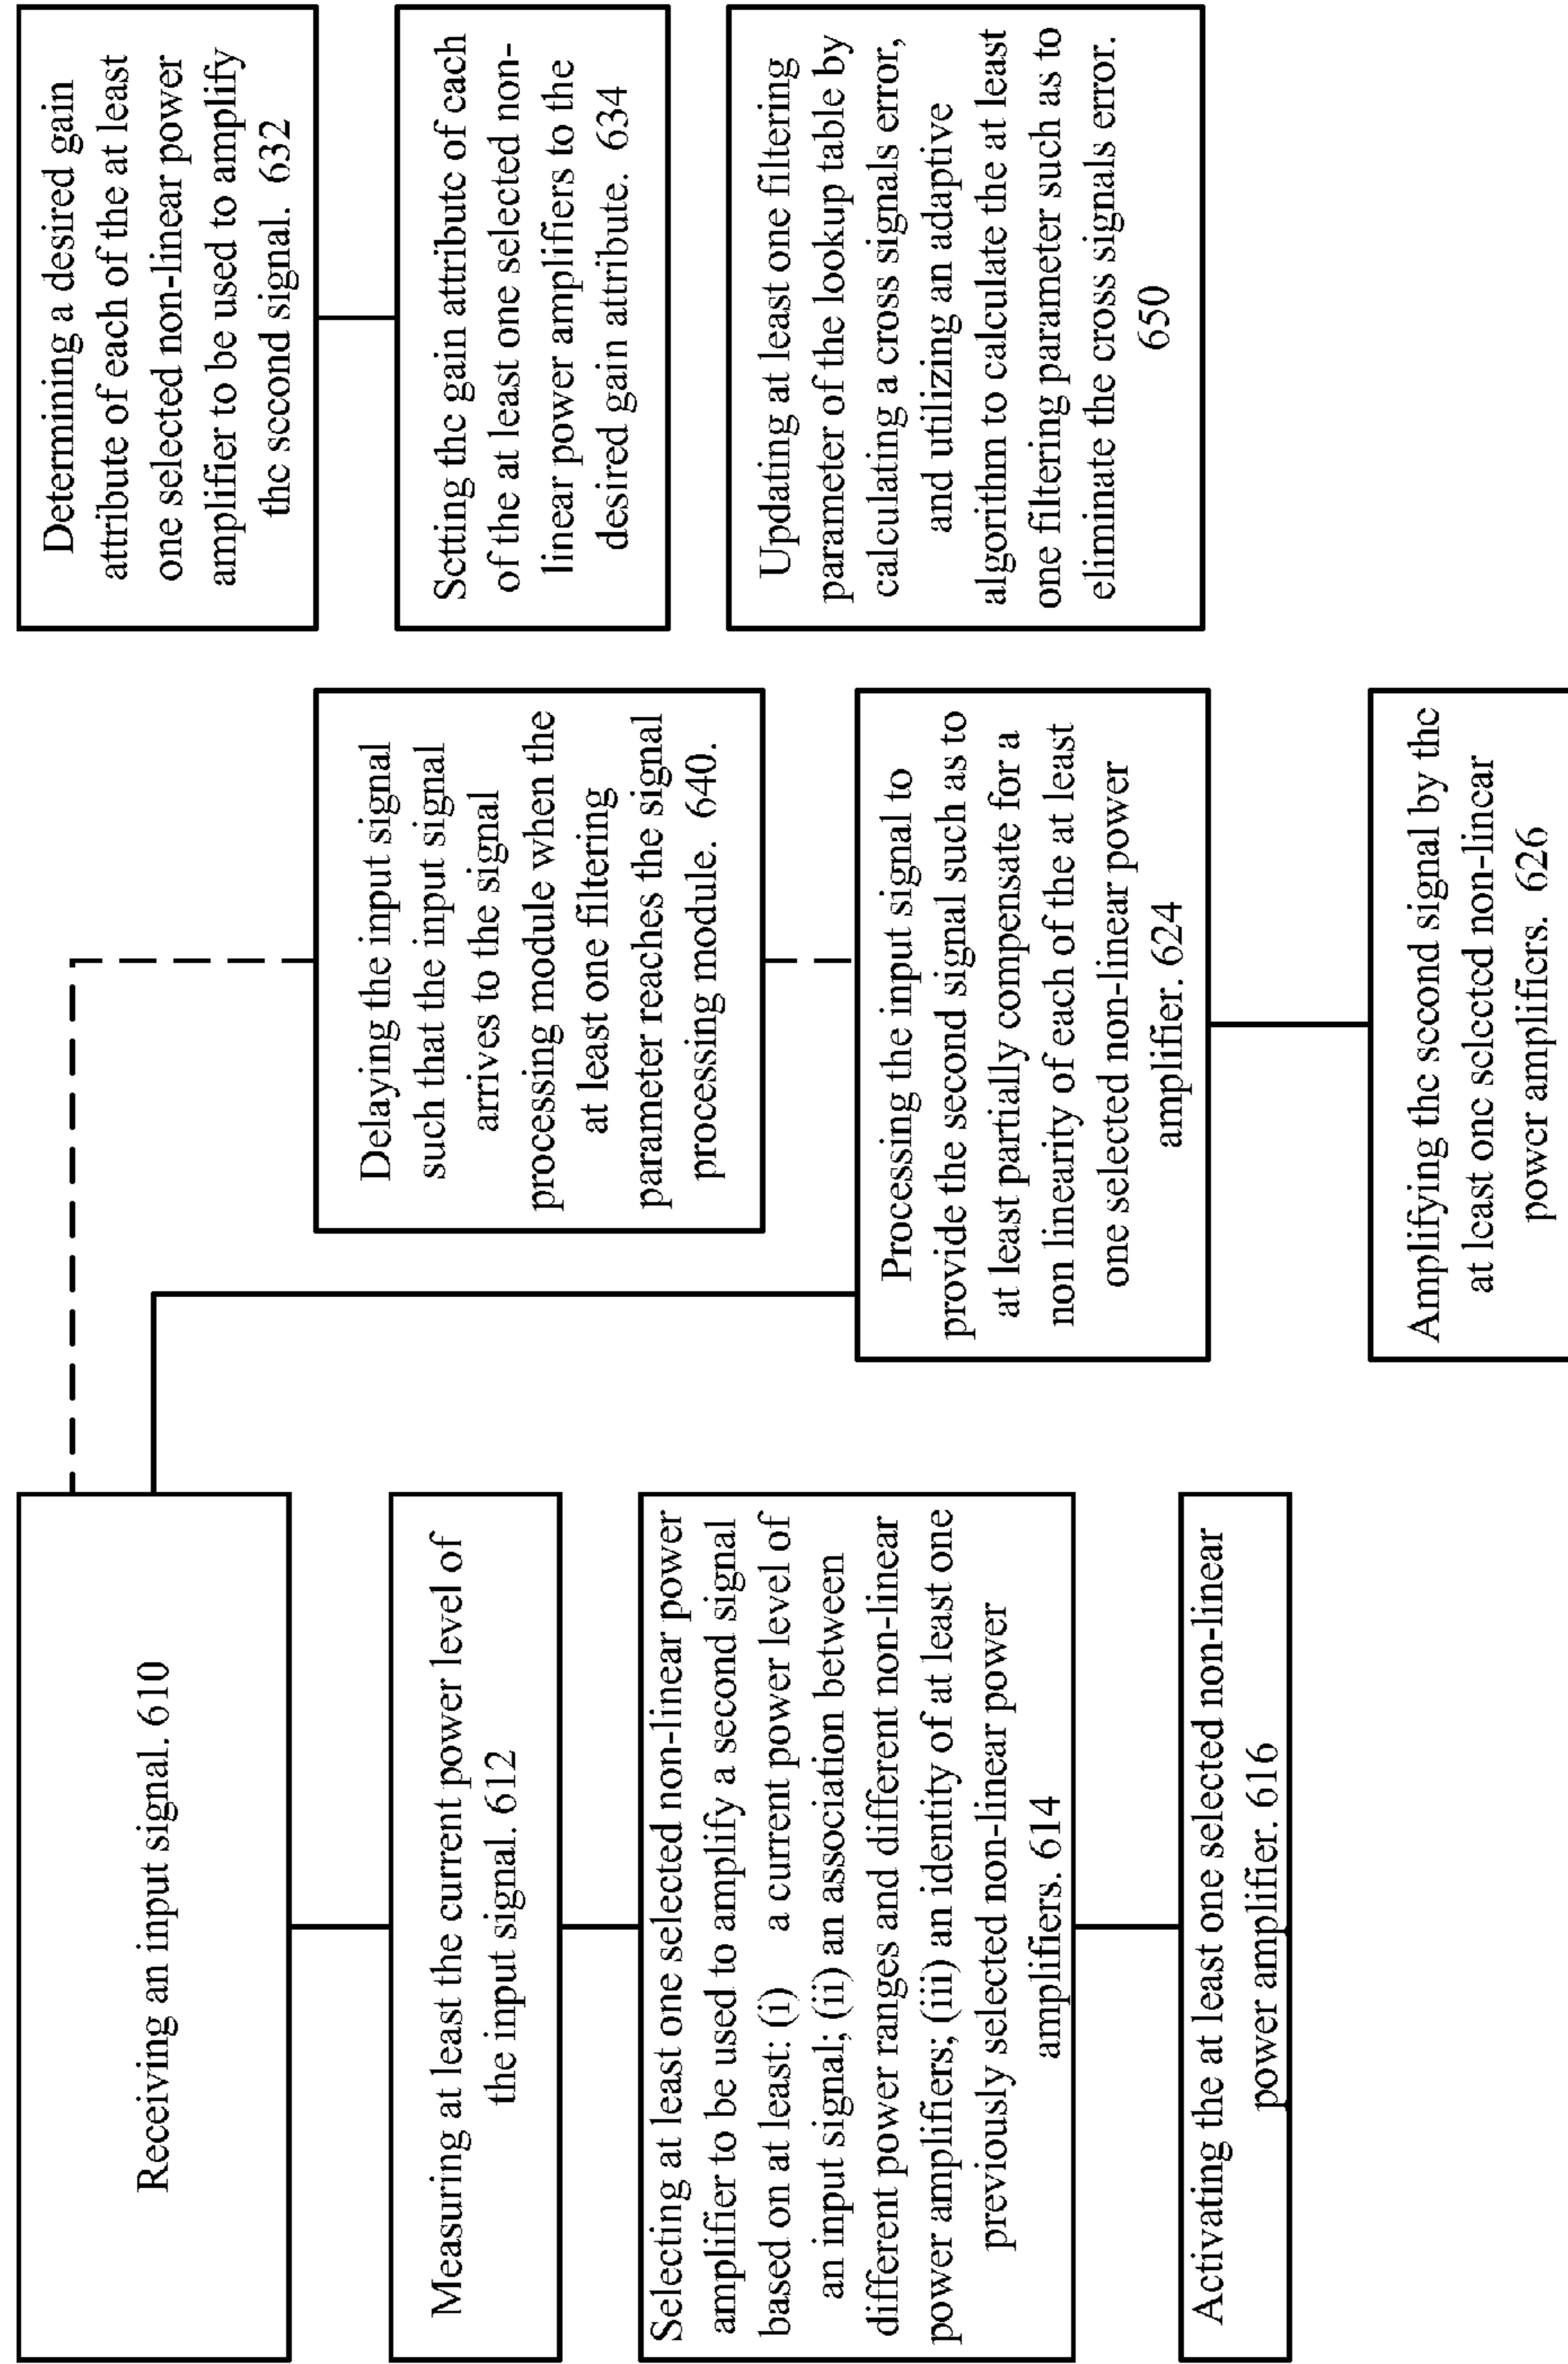 Receiving an input signal. 610
Measuring at least the current power level of
the input signal. 612
Selecting at least one selected non-linear power
amplifier to be used to amplify a second signal
based on at least: (i) a current power level of
an input signal; (ii) an association between
different power ranges and different non-linear
power amplifiers; (iii) an identity of at least one
previously selected non-linear power
amplifiers. 614
Activating the at least one selected non-linear
power amplifier. 616
Delaying the input signal
such that the input signal
arrives to the signal
processing module when the
at least one filtering
parameter reaches the signal
processing module. 640.
Processing the input signal to
provide the second signal such as to
at least partially compensate for a
non linearity of each of the at least
one selected non-linear power
amplifier. 624
Amplifying the second signal by the
at least one selected non-linear
power amplifiers. 626
Determining a desired gain
attribute of each of the at least
one selected non-linear power
amplifier to be used to amplify
the second signal. 632
Setting the gain attribute of each
of the at least one selected non-
linear power amplifiers to the
desired gain attribute. 634
Updating at least one filtering
parameter of the lookup table by
calculating a cross signals error,
and utilizing an adaptive
algorithm to calculate the at least
one filtering parameter such as to
eliminate the cross signals error.
650